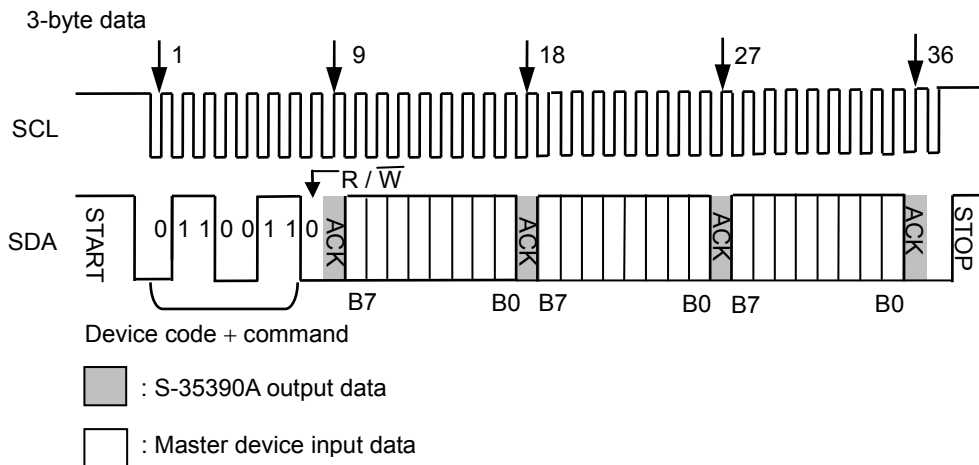 3-byte data
1 9 18 27 36
SCL
R / W
SDA START 0 1 1 0 0 1 1 0 ACK ACK ACK ACK STOP
B7 B0 B7 B0 B7 B0
Device code + command
: S-35390A output data
: Master device input data